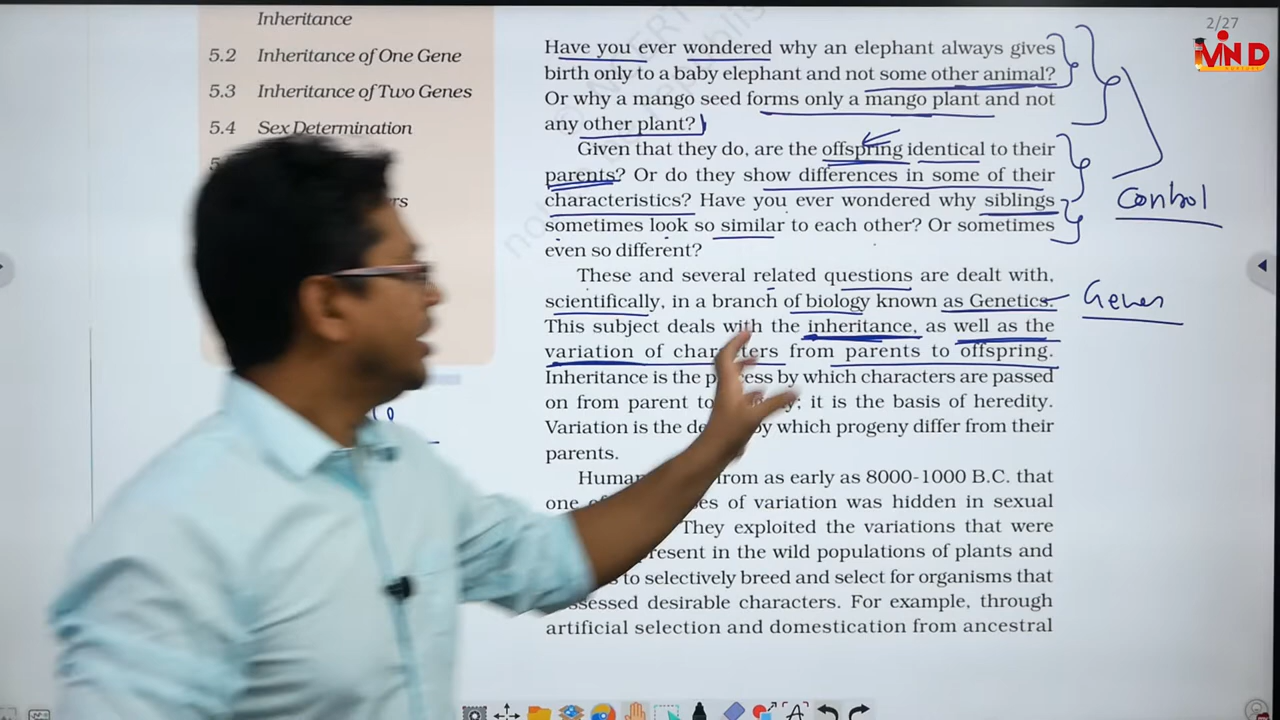 Inheritance
5.2 Inheritance of One Gene
5.3 Inheritance of Two Genes
5.4 Sex Determination
Have you ever wondered why an elephant always gives
birth only to a baby elephant and not some other animal?
Or why a mango seed forms only a mango plant and not
any other plant?
Given that they do, are the offspring identical to their
parents? Or do they show differences in some of their
characteristics? Have you ever wondered why siblings
sometimes look so similar to each other? Or sometimes
even so different?
These and several related questions are dealt with,
scientifically, in a branch of biology known as Genetics.
This subject deals with the inheritance, as well as the
variation of characters from parents to offspring.
Inheritance is the process by which characters are passed
on from parent to it is the basis of heredity.
Variation is the by which progeny differ from their
parents.
from as early as 8000-1000 B.C. that
one of variation was hidden in sexual
They exploited the variations that were
present in the wild populations of plants and
to selectively breed and select for organisms that
possessed desirable characters. For example, through
artificial selection and domestication from ancestral
Control
Genes
2/27
MIND